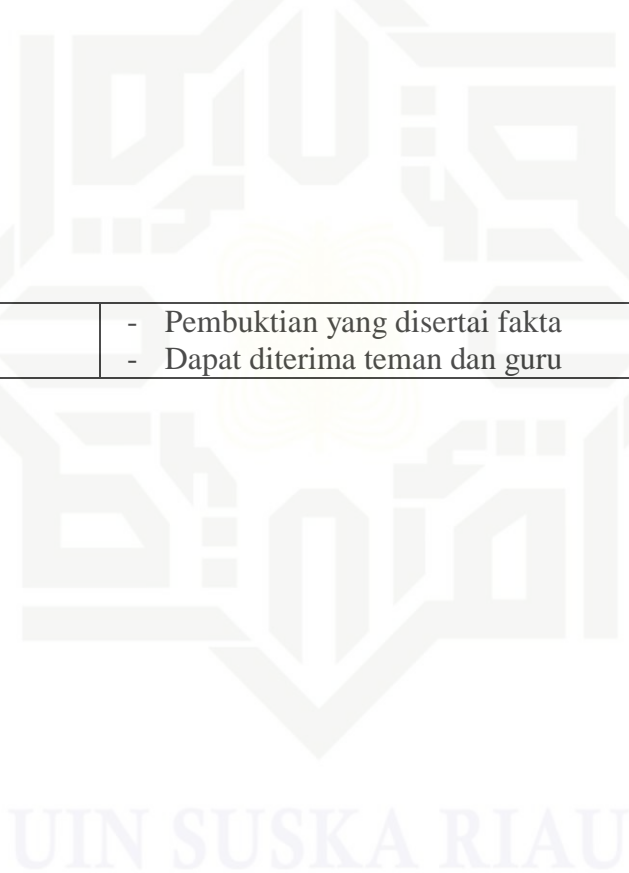 - Pembuktian yang disertai fakta
- Dapat diterima teman dan guru
UIN SUSKA RIAU